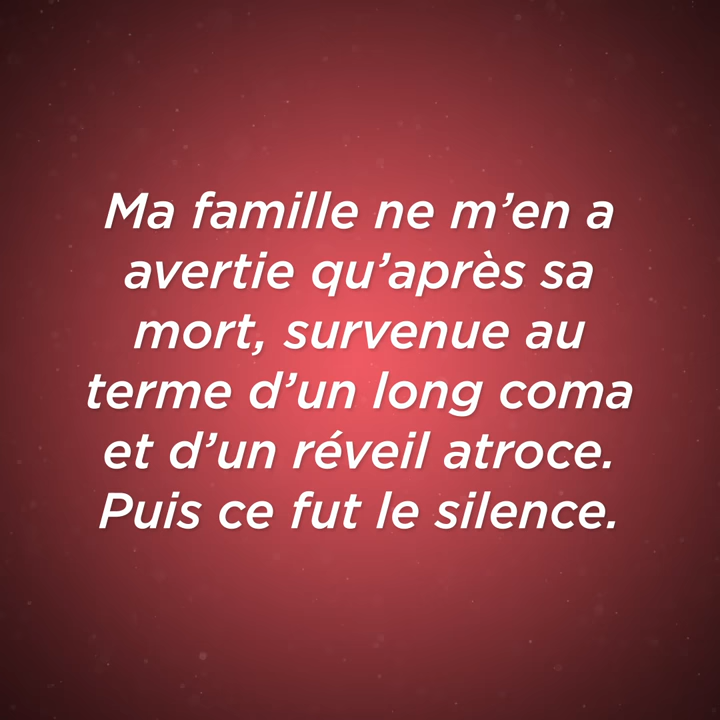 Ma famille ne m’en a
avertie qu’après sa
mort, survenue au
terme d’un long coma
et d’un réveil atroce.
Puis ce fut le silence.